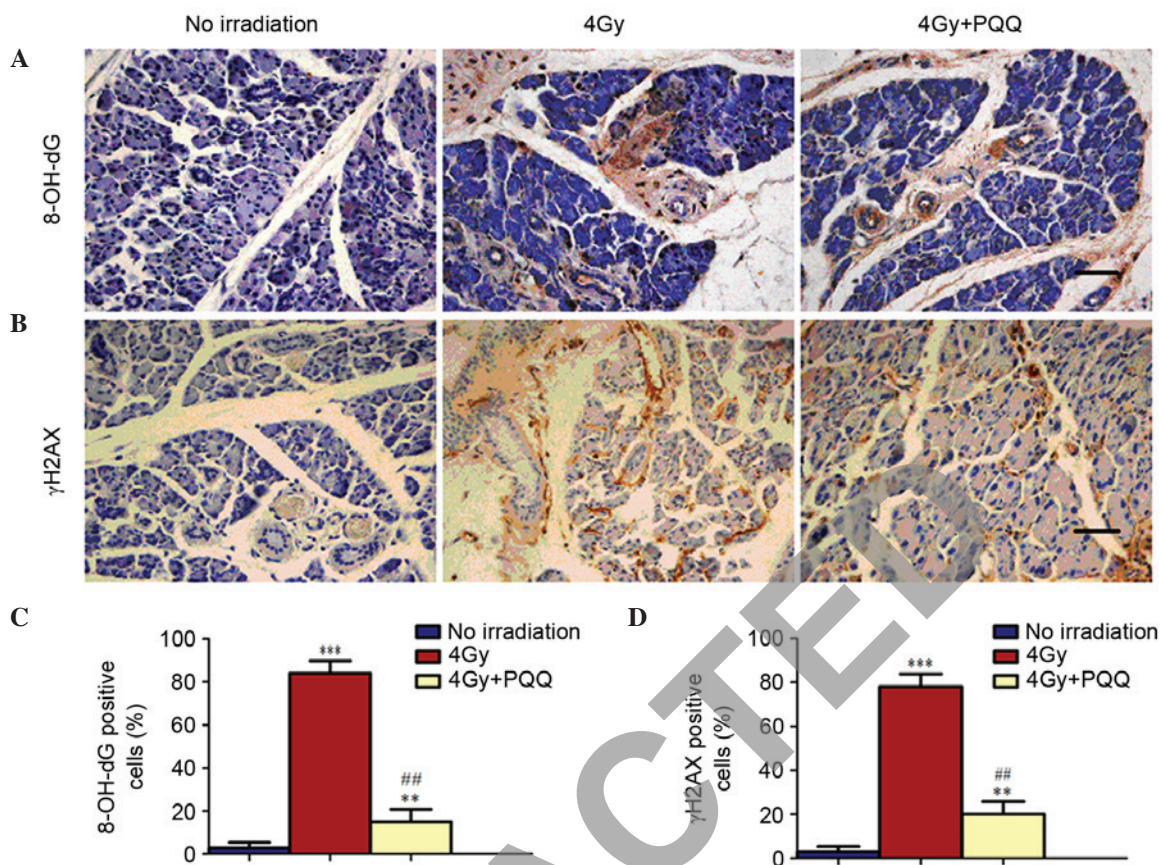 No irradiation 4Gy 4Gy+PQQ
A
8-OH-dG
B
γH2AX
C
100
80
60
40
20
0
8-OH-dG positive
cells (%)
***
##
**
No irradiation
4Gy
4Gy+PQQ
D
100
80
60
40
20
0
γH2AX positive
cells (%)
***
##
**
No irradiation
4Gy
4Gy+PQQ
ACTED